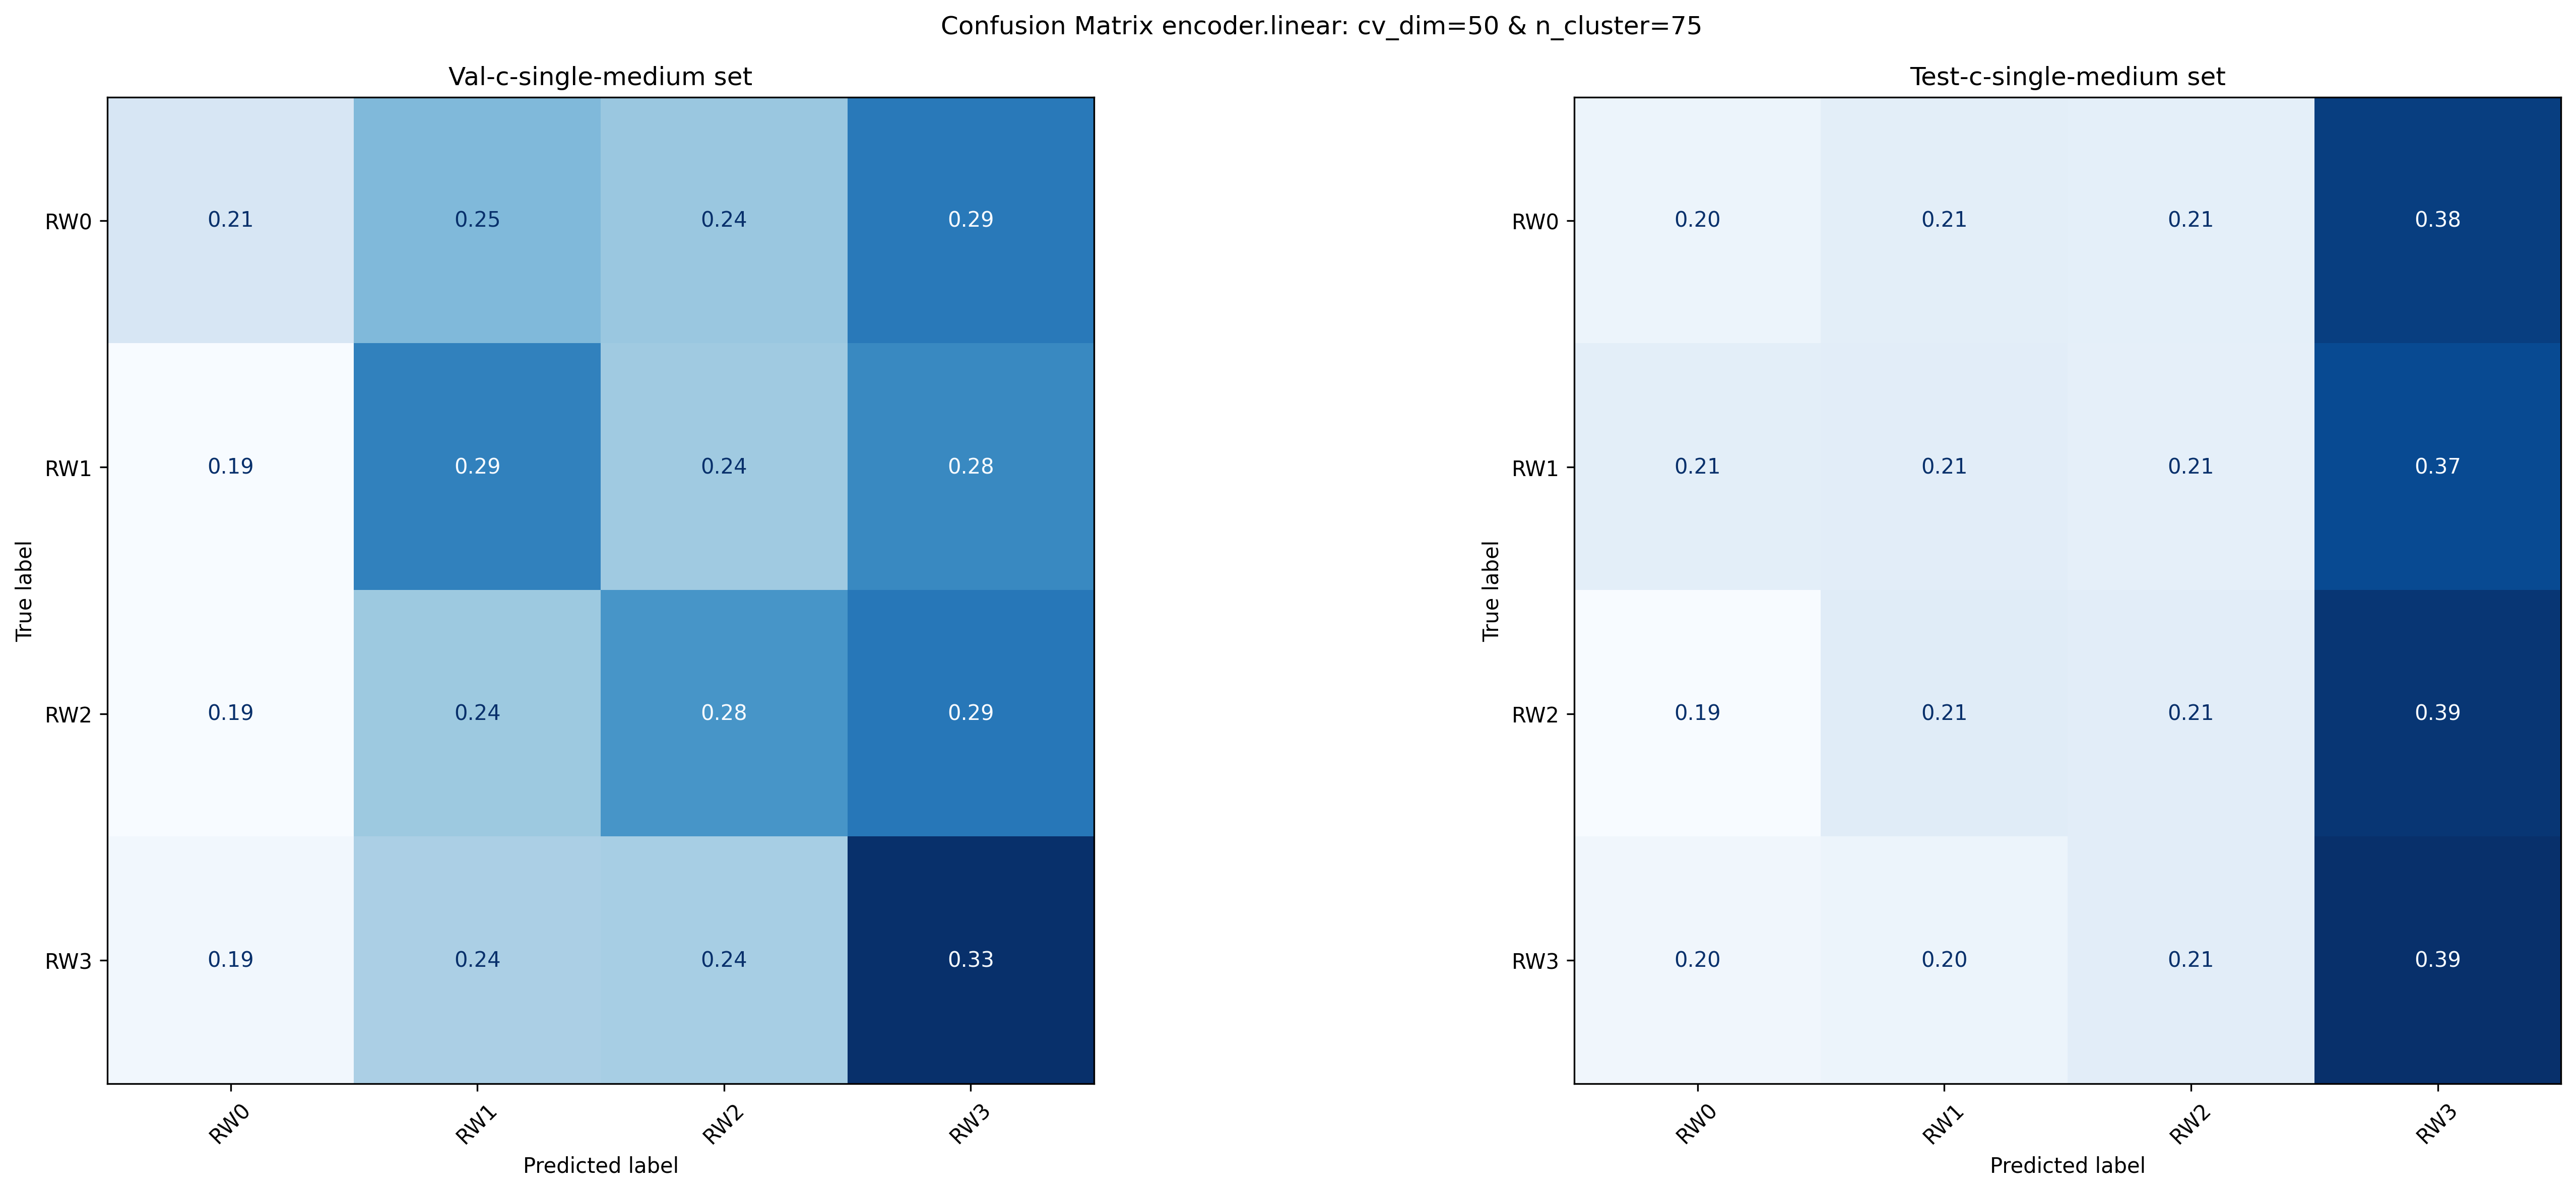 Confusion Matrix encoder.linear: cv_dim=50 & n_cluster=75
Val-c-single-medium set
True label
RW0 0.21 0.25 0.24 0.29
RW1 0.19 0.29 0.24 0.28
RW2 0.19 0.24 0.28 0.29
RW3 0.19 0.24 0.24 0.33
RW0 RW1 RW2 RW3
Predicted label
Test-c-single-medium set
True label
RW0 0.20 0.21 0.21 0.38
RW1 0.21 0.21 0.21 0.37
RW2 0.19 0.21 0.21 0.39
RW3 0.20 0.20 0.21 0.39
RW0 RW1 RW2 RW3
Predicted label